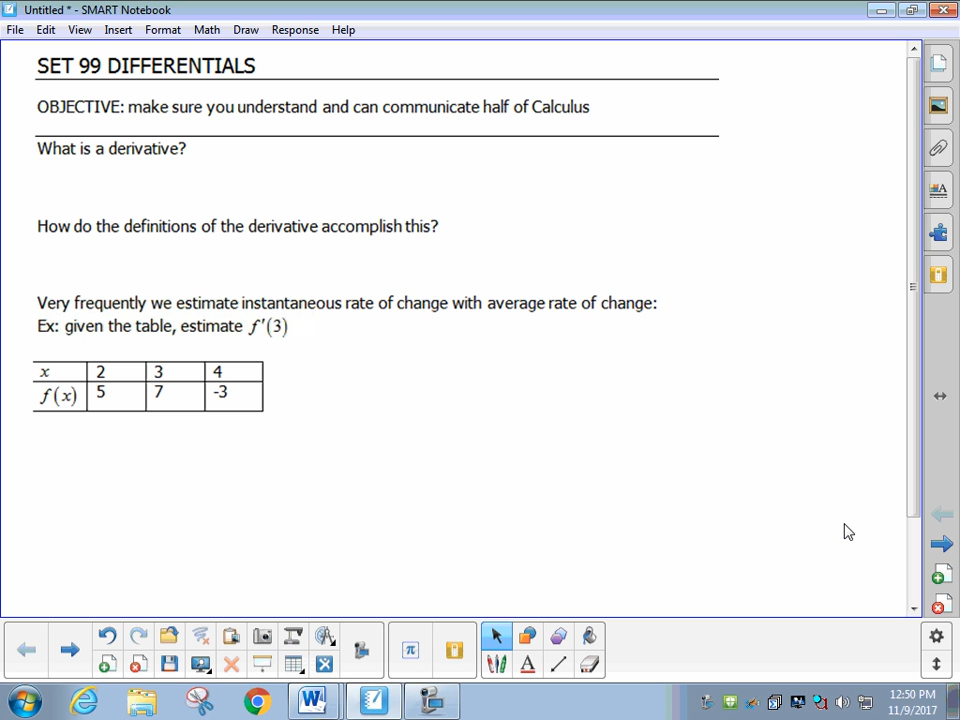 Untitled * - SMART Notebook
File Edit View Insert Format Math Draw Response Help
SET 99 DIFFERENTIALS
OBJECTIVE: make sure you understand and can communicate half of Calculus
What is a derivative?
How do the definitions of the derivative accomplish this?
Very frequently we estimate instantaneous rate of change with average rate of change:
Ex: given the table, estimate f'(3)
x 2 3 4
f(x) 5 7 -3
π
A
12:50 PM
11/9/2017